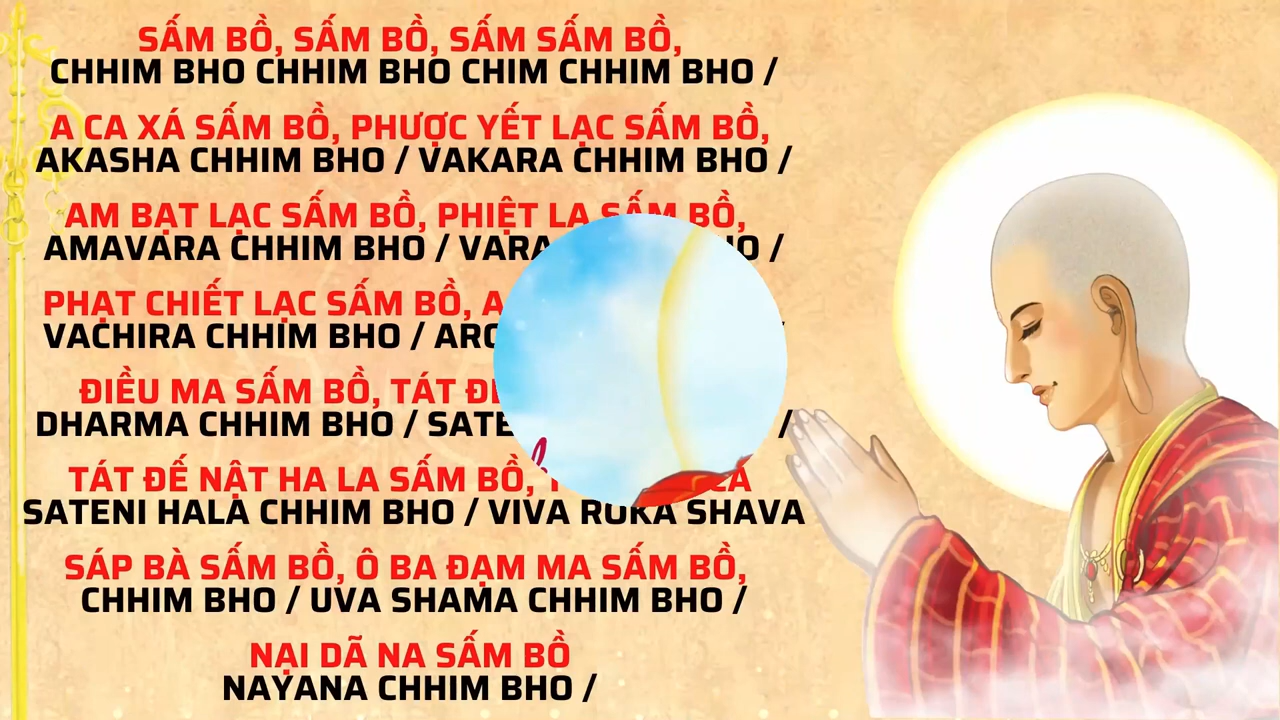 SẤM BỒ, SẤM BỒ, SẤM SẤM BỒ,
CHHIM BHO CHHIM BHO CHIM CHHIM BHO /
A CA XÁ SẤM BỒ, PHƯỢC YẾT LẠC SẤM BỒ,
AKASHA CHHIM BHO / VAKARA CHHIM BHO /
AM BẠT LẠC SẤM BỒ, PHIỆT LA SẤM BỒ,
AMAVARA CHHIM BHO /
PHẠT CHIẾT LẠC SẤM BỒ,
VACHIRA CHHIM BHO /
ĐIỀU MA SẤM BỒ, TÁT
DHARMA CHHIM BHO /
TÁT ĐẾ NẬT HA LA SẤM BỒ,
SATENI HALA CHHIM BHO / VIVA ROKA SHAVA
SÁP BÀ SẤM BỒ, Ô BA ĐẠM MA SẤM BỒ,
CHHIM BHO / UVA SHAMA CHHIM BHO /
NẠI DÃ NA SẤM BỒ
NAYANA CHHIM BHO /